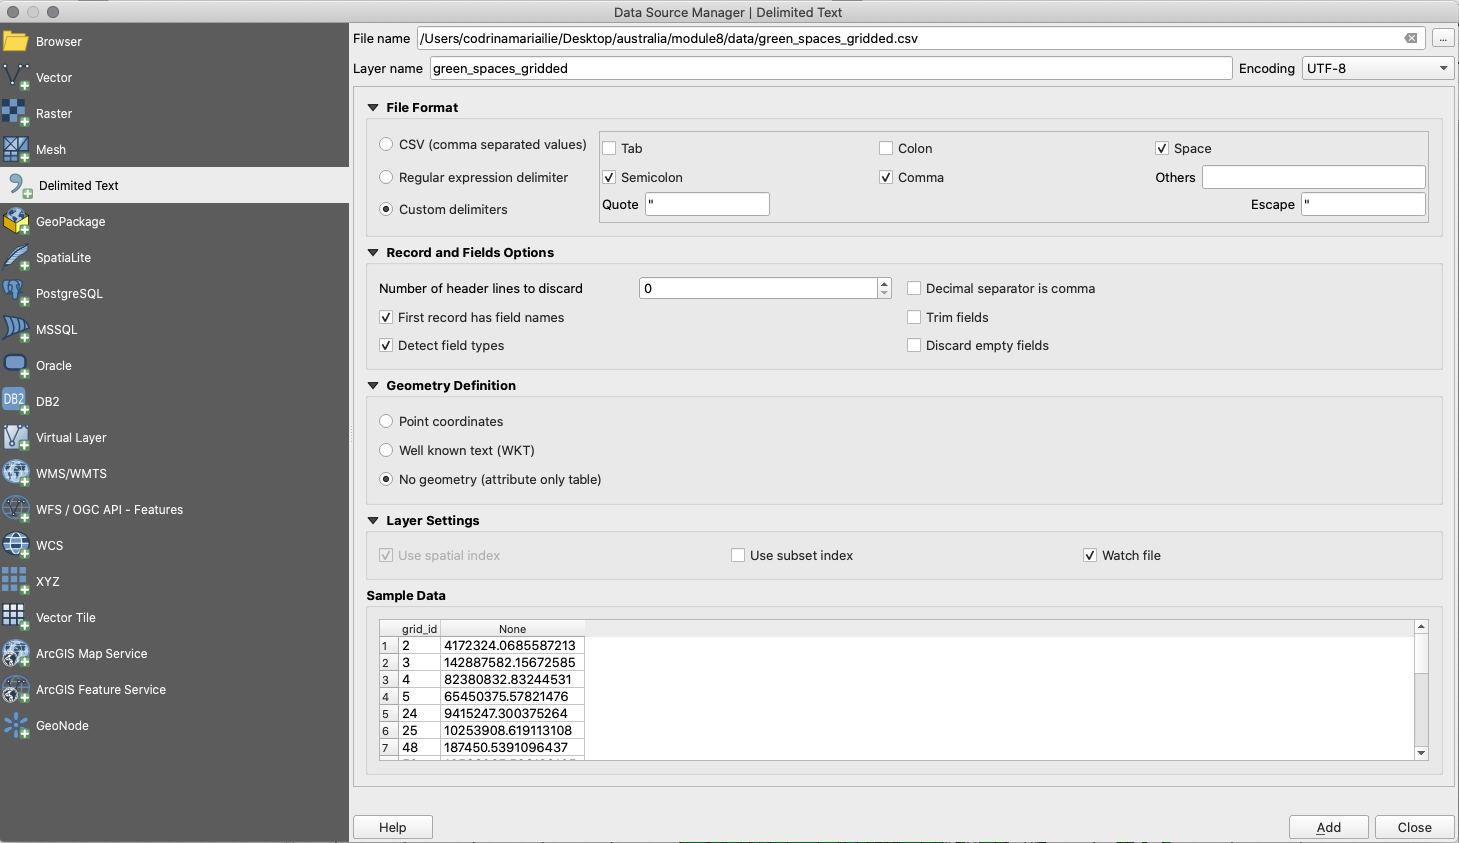 Data Source Manager | Delimited Text
Browser
Vector
Raster
Mesh
Delimited Text
GeoPackage
SpatiaLite
PostgreSQL
MSSQL
Oracle
DB2
DB2
Virtual Layer
WMS/WMTS
WFS / OGC API - Features
WCS
XYZ
Vector Tile
ArcGIS Map Service
ArcGIS Feature Service
GeoNode
File name /Users/codrinamariailie/Desktop/australia/module8/data/green_spaces_gridded.csv ...
Layer name green_spaces_gridded Encoding UTF-8
File Format
CSV (comma separated values) Tab Colon Space
Regular expression delimiter Semicolon Comma Others
Custom delimiters Quote " Escape "
Record and Fields Options
Number of header lines to discard 0 Decimal separator is comma
First record has field names Trim fields
Detect field types Discard empty fields
Geometry Definition
Point coordinates
Well known text (WKT)
No geometry (attribute only table)
Layer Settings
Use spatial index Use subset index Watch file
Sample Data
grid_id None
1 2 4172324.0685587213
2 3 142887582.15672585
3 4 82380832.83244531
4 5 65450375.57821476
5 24 9415247.300375264
6 25 10253908.619113108
7 48 187450.5391096437
Help Add Close